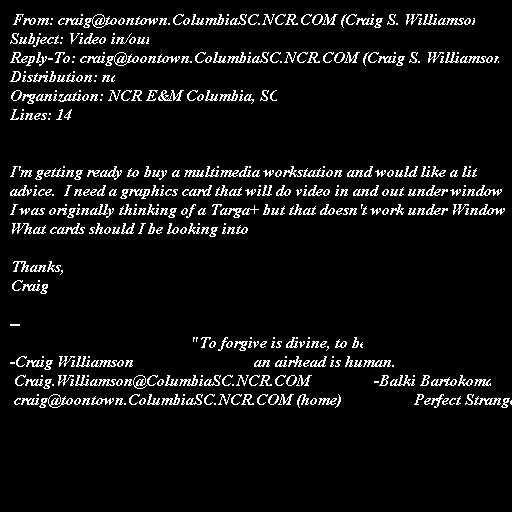 From: craig@toontown.ColumbiaSC.NCR.COM (Craig S. Williamson
Subject: Video in/out
Reply-To: craig@toontown.ColumbiaSC.NCR.COM (Craig S. Williamson
Distribution: na
Organization: NCR E&M Columbia, SC
Lines: 14
I'm getting ready to buy a multimedia workstation and would like a lit
advice. I need a graphics card that will do video in and out under window
I was originally thinking of a Targa+ but that doesn't work under Window
What cards should I be looking into
Thanks,
Craig
--
"To forgive is divine, to be
-Craig Williamson an airhead is human.
Craig.Williamson@ColumbiaSC.NCR.COM -Balki Bartokomo
craig@toontown.ColumbiaSC.NCR.COM (home) Perfect Strange